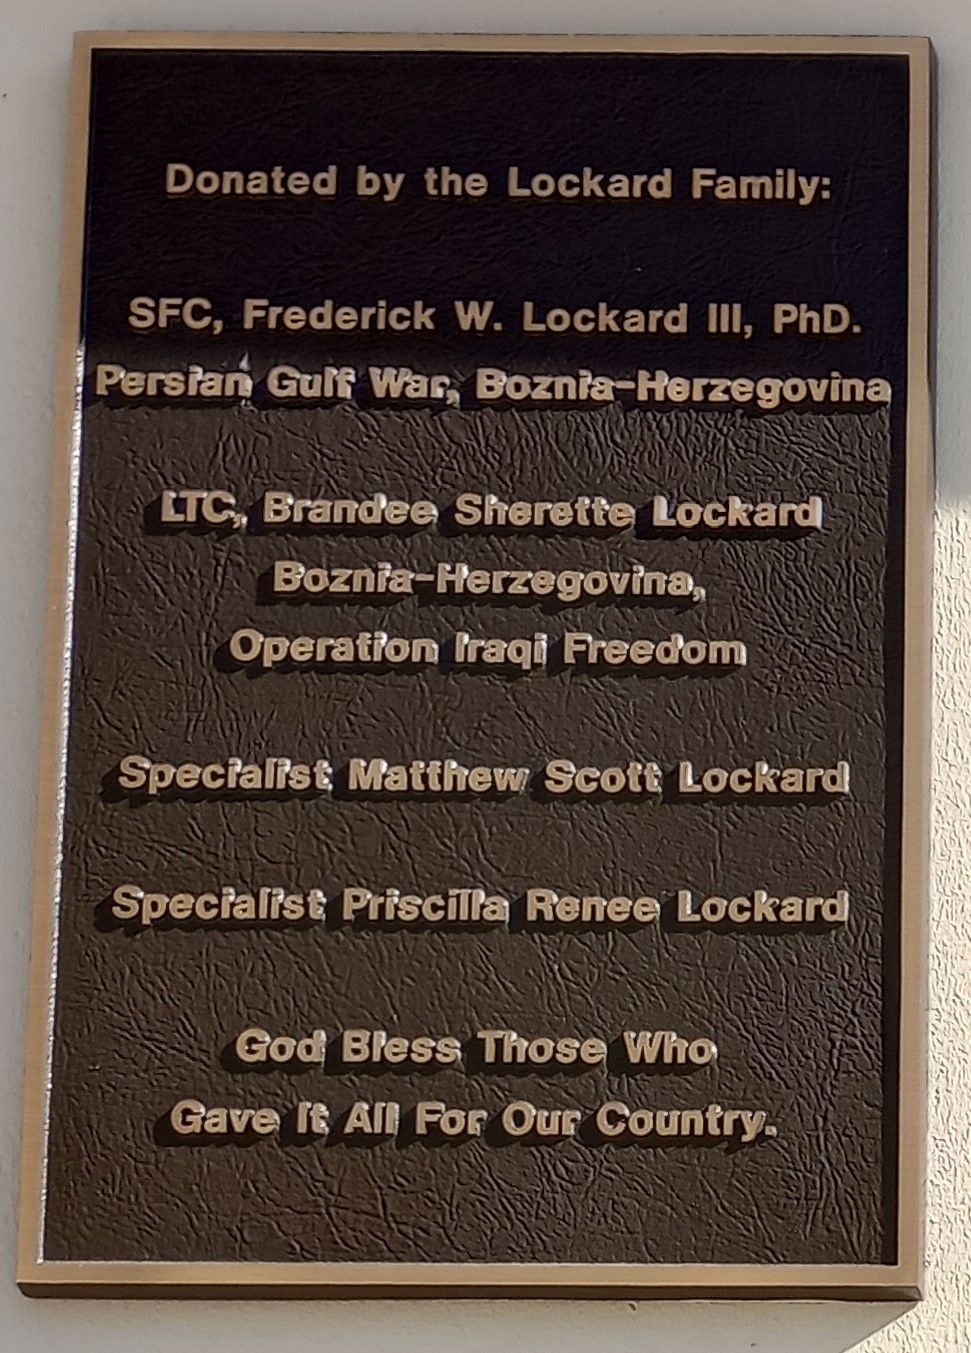 Donated by the Lockard Family:
SFC, Frederick W. Lockard III, PhD.
Persian Gulf War, Boznia-Herzegovina
LTC, Brandee Sherette Lockard
Boznia-Herzegovina,
Operation Iraqi Freedom
Specialist Matthew Scott Lockard
Specialist Priscilla Renee Lockard
God Bless Those Who
Gave It All For Our Country.